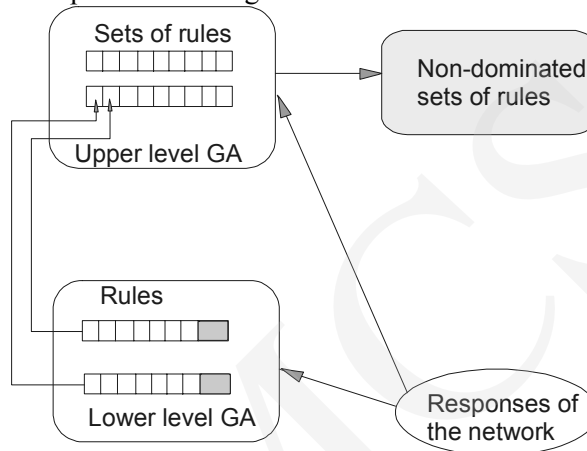 Sets of rules
Upper level GA
Non-dominated
sets of rules
Rules
Lower level GA
Responses of
the network